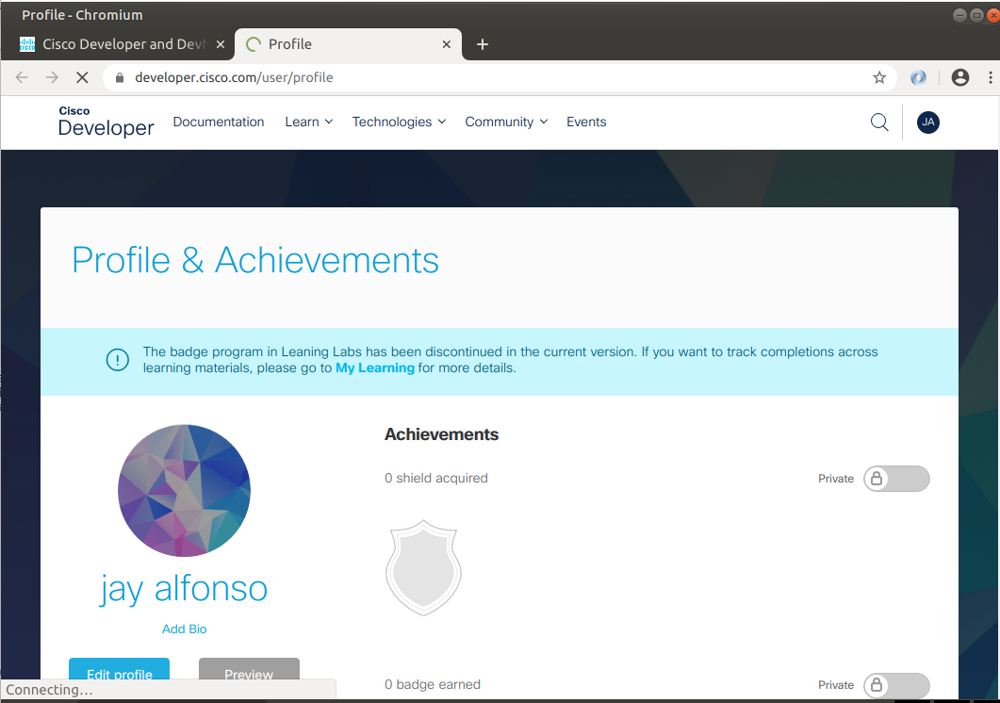 Profile - Chromium
Cisco Developer and Dev
Profile
developer.cisco.com/user/profile
Cisco
Developer
Documentation Learn Technologies Community Events
JA
Profile & Achievements
The badge program in Leaning Labs has been discontinued in the current version. If you want to track completions across
learning materials, please go to My Learning for more details.
Achievements
0 shield acquired
Private
jay alfonso
Add Bio
Edit profile
Preview
0 badge earned
Private
Connecting...